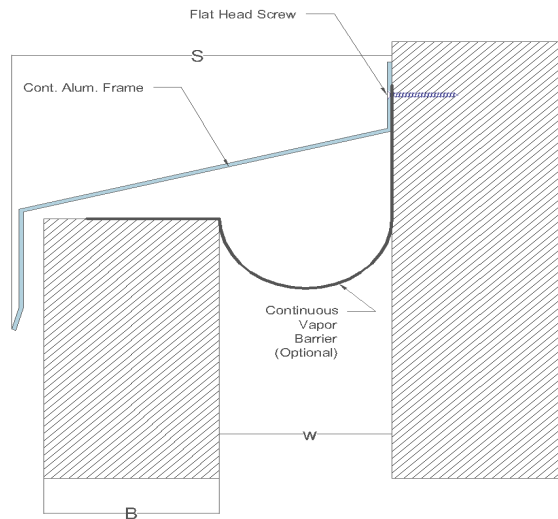 Flat Head Screw
S
Cont. Alum. Frame
Continuous
Vapor
Barrier
(Optional)
W
B